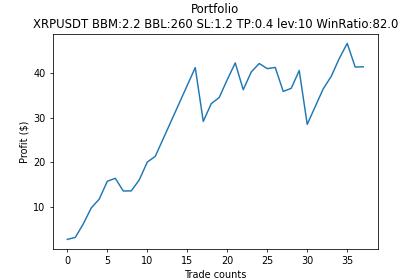 Portfolio
XRPUSDT BBM:2.2 BBL:260 SL:1.2 TP:0.4 lev:10 WinRatio:82.0
Profit ($)
40
30
20
10
0 5 10 15 20 25 30 35
Trade counts